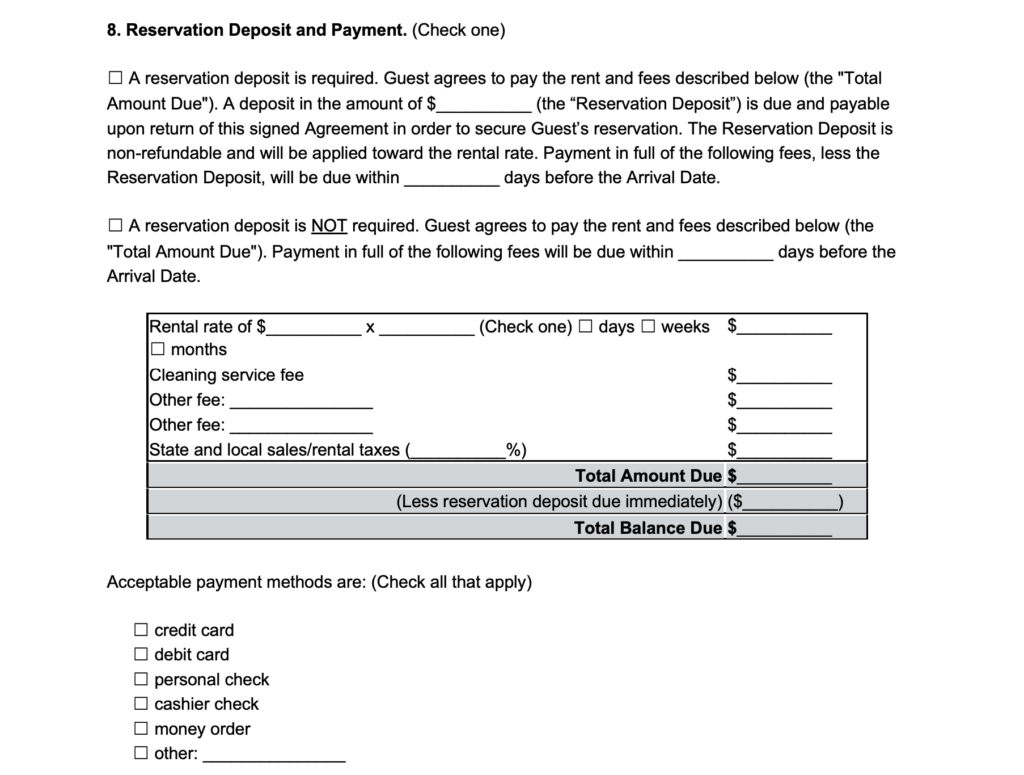 8. Reservation Deposit and Payment. (Check one)
☐ A reservation deposit is required. Guest agrees to pay the rent and fees described below (the "Total
Amount Due"). A deposit in the amount of $__________ (the “Reservation Deposit”) is due and payable
upon return of this signed Agreement in order to secure Guest's reservation. The Reservation Deposit is
non-refundable and will be applied toward the rental rate. Payment in full of the following fees, less the
Reservation Deposit, will be due within __________ days before the Arrival Date.
☐ A reservation deposit is NOT required. Guest agrees to pay the rent and fees described below (the
"Total Amount Due"). Payment in full of the following fees will be due within __________ days before the
Arrival Date.
Rental rate of $__________ x __________ (Check one) ☐ days ☐ weeks $__________
☐ months
Cleaning service fee $__________
Other fee: _______________ $__________
Other fee: _______________ $__________
State and local sales/rental taxes (__________%) $__________
Total Amount Due $__________
(Less reservation deposit due immediately) ($__________)
Total Balance Due $__________
Acceptable payment methods are: (Check all that apply)
☐ credit card
☐ debit card
☐ personal check
☐ cashier check
☐ money order
☐ other: _______________